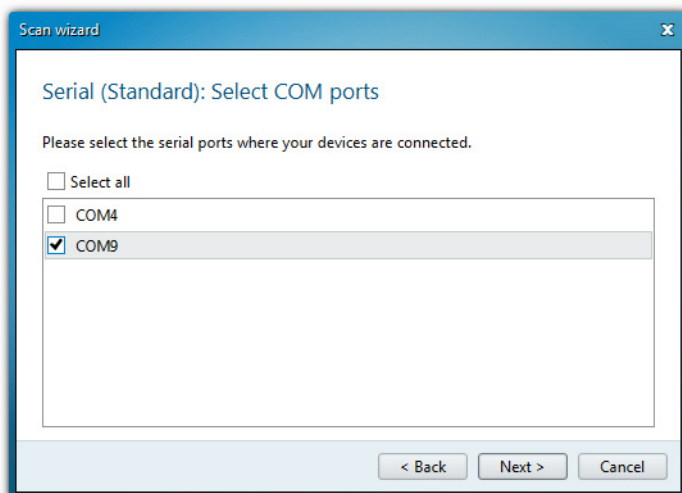 Scan wizard
Serial (Standard): Select COM ports
Please select the serial ports where your devices are connected.
Select all
COM4
COM9
< Back Next > Cancel